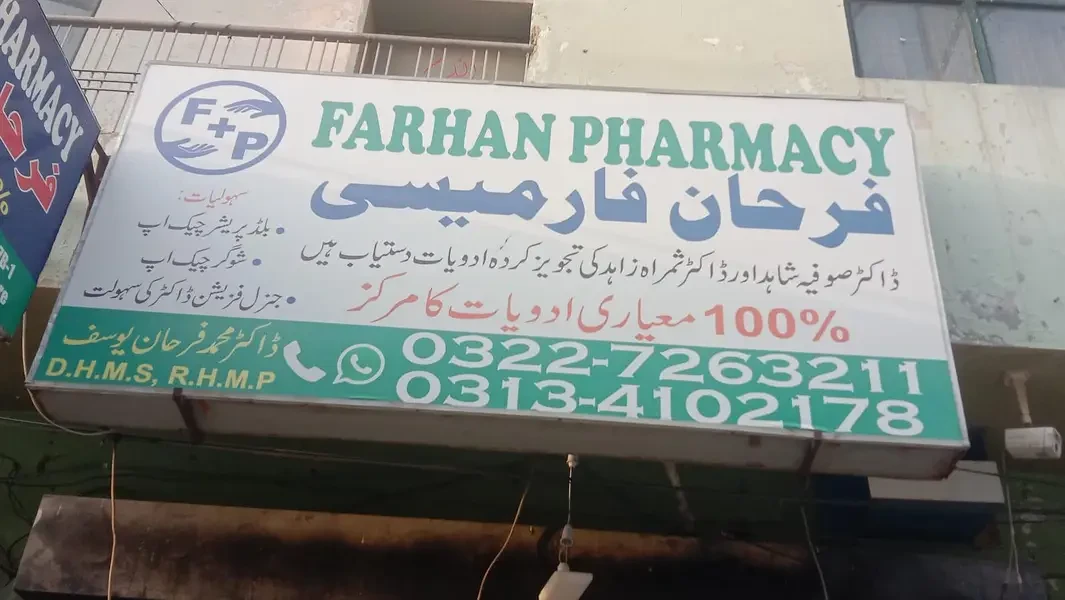 F+P
FARHAN PHARMACY
فرحان فارمیسی
ڈاکٹر صوفیہ شاہد اور ڈاکٹر ثمراہ زاہد کی تجویز کردہ ادویات دستیاب ہیں
100% معیاری ادویات کا مرکز
سہولیات:
• بلڈ پریشر چیک اپ
• شوگر چیک اپ
• جنرل فزیشن ڈاکٹر کی سہولت
ڈاکٹر محمد فرحان یوسف
D.H.M.S, R.H.M.P
0322-7263211
0313-4102178
HARMACY